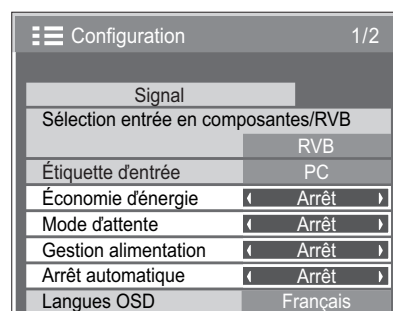 Configuration 1/2
Signal
Sélection entrée en composantes/RVB
RVB
Étiquette d'entrée PC
Économie d'énergie Arrêt
Mode d'attente Arrêt
Gestion alimentation Arrêt
Arrêt automatique Arrêt
Langues OSD Français